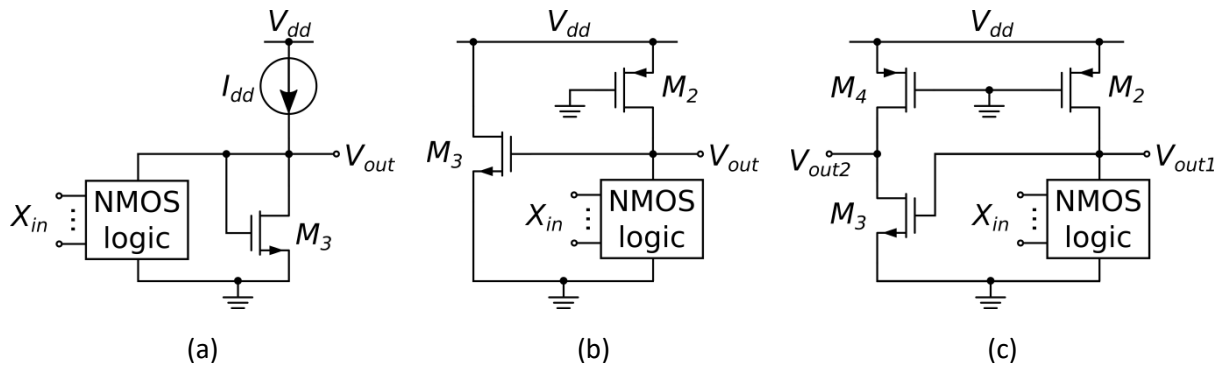 V_dd
I_dd
V_out
X_in
NMOS
logic
M_3
(a)
V_dd
M_2
M_3
V_out
X_in
NMOS
logic
(b)
V_dd
M_4
M_2
V_out2
V_out1
M_3
X_in
NMOS
logic
(c)